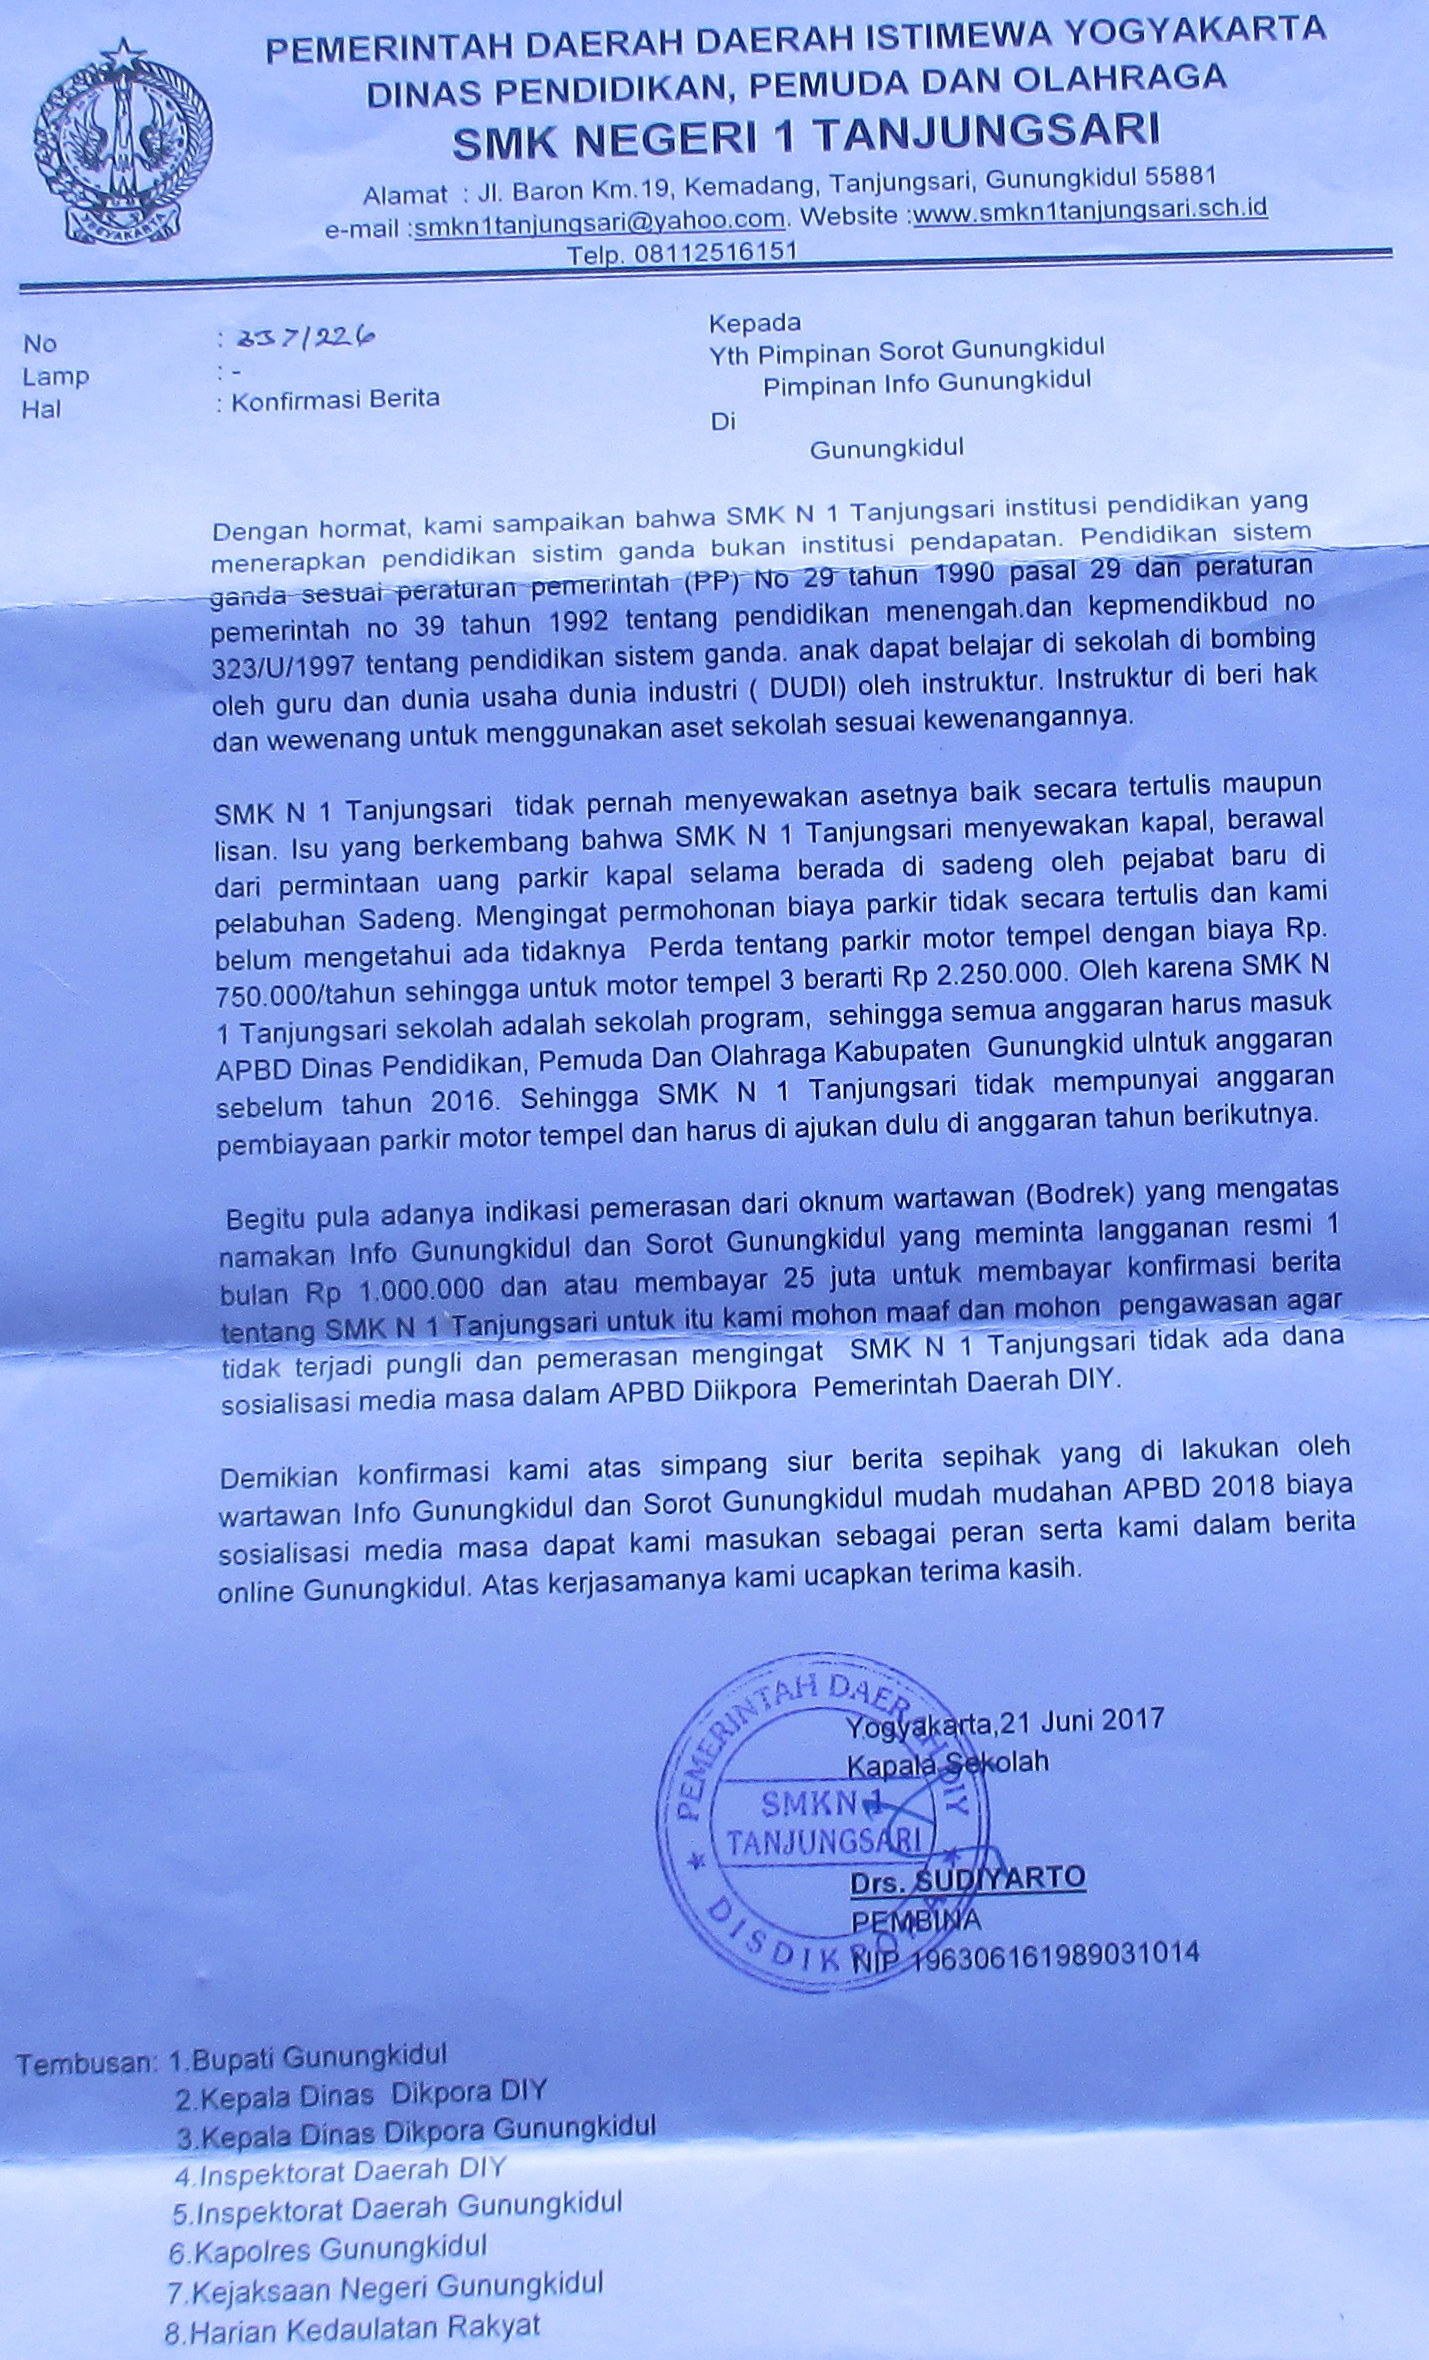 PEMERINTAH DAERAH DAERAH ISTIMEWA YOGYAKARTA
DINAS PENDIDIKAN, PEMUDA DAN OLAHRAGA
SMK NEGERI 1 TANJUNGSARI
Alamat : Jl. Baron Km.19, Kemadang, Tanjungsari, Gunungkidul 55881
e-mail :smkn1tanjungsari@yahoo.com. Website :www.smkn1tanjungsari.sch.id
Telp. 08112516151
YOGYAKARTA
No : 337/226
Lamp : -
Hal : Konfirmasi Berita
Kepada
Yth Pimpinan Sorot Gunungkidul
Pimpinan Info Gunungkidul
Di
Gunungkidul
Dengan hormat, kami sampaikan bahwa SMK N 1 Tanjungsari institusi pendidikan yang
menerapkan pendidikan sistim ganda bukan institusi pendapatan. Pendidikan sistem
ganda sesuai peraturan pemerintah (PP) No 29 tahun 1990 pasal 29 dan peraturan
pemerintah no 39 tahun 1992 tentang pendidikan menengah.dan kepmendikbud no
323/U/1997 tentang pendidikan sistem ganda. anak dapat belajar di sekolah di bombing
oleh guru dan dunia usaha dunia industri ( DUDI) oleh instruktur. Instruktur di beri hak
dan wewenang untuk menggunakan aset sekolah sesuai kewenangannya.
SMK N 1 Tanjungsari tidak pernah menyewakan asetnya baik secara tertulis maupun
lisan. Isu yang berkembang bahwa SMK N 1 Tanjungsari menyewakan kapal, berawal
dari permintaan uang parkir kapal selama berada di sadeng oleh pejabat baru di
pelabuhan Sadeng. Mengingat permohonan biaya parkir tidak secara tertulis dan kami
belum mengetahui ada tidaknya Perda tentang parkir motor tempel dengan biaya Rp.
750.000/tahun sehingga untuk motor tempel 3 berarti Rp 2.250.000. Oleh karena SMK N
1 Tanjungsari sekolah adalah sekolah program, sehingga semua anggaran harus masuk
APBD Dinas Pendidikan, Pemuda Dan Olahraga Kabupaten Gunungkid ulntuk anggaran
sebelum tahun 2016. Sehingga SMK N 1 Tanjungsari tidak mempunyai anggaran
pembiayaan parkir motor tempel dan harus di ajukan dulu di anggaran tahun berikutnya.
Begitu pula adanya indikasi pemerasan dari oknum wartawan (Bodrek) yang mengatas
namakan Info Gunungkidul dan Sorot Gunungkidul yang meminta langganan resmi 1
bulan Rp 1.000.000 dan atau membayar 25 juta untuk membayar konfirmasi berita
tentang SMK N 1 Tanjungsari untuk itu kami mohon maaf dan mohon pengawasan agar
tidak terjadi pungli dan pemerasan mengingat SMK N 1 Tanjungsari tidak ada dana
sosialisasi media masa dalam APBD Diikpora Pemerintah Daerah DIY.
Demikian konfirmasi kami atas simpang siur berita sepihak yang di lakukan oleh
wartawan Info Gunungkidul dan Sorot Gunungkidul mudah mudahan APBD 2018 biaya
sosialisasi media masa dapat kami masukan sebagai peran serta kami dalam berita
online Gunungkidul. Atas kerjasamanya kami ucapkan terima kasih.
Yogyakarta,21 Juni 2017
Kapala Sekolah
PEMERINTAH DAERAH DIY
SMKN 1
TANJUNGSARI
DISDIKPORA
Drs. SUDIYARTO
PEMBINA
NIP 196306161989031014
Tembusan: 1.Bupati Gunungkidul
2.Kepala Dinas Dikpora DIY
3.Kepala Dinas Dikpora Gunungkidul
4.Inspektorat Daerah DIY
5.Inspektorat Daerah Gunungkidul
6.Kapolres Gunungkidul
7.Kejaksaan Negeri Gunungkidul
8.Harian Kedaulatan Rakyat